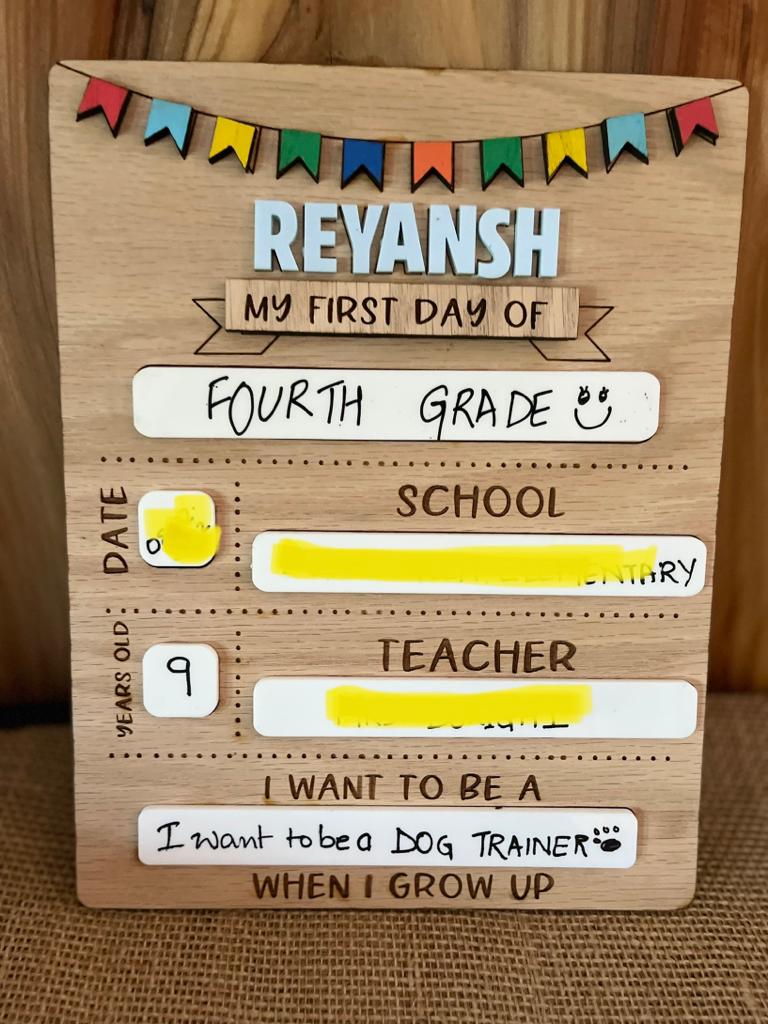 REYANSH
MY FIRST DAY OF
FOURTH GRADE
DATE
SCHOOL
YEARS OLD
9
TEACHER
I WANT TO BE A
I want to be a DOG TRAINER
WHEN I GROW UP